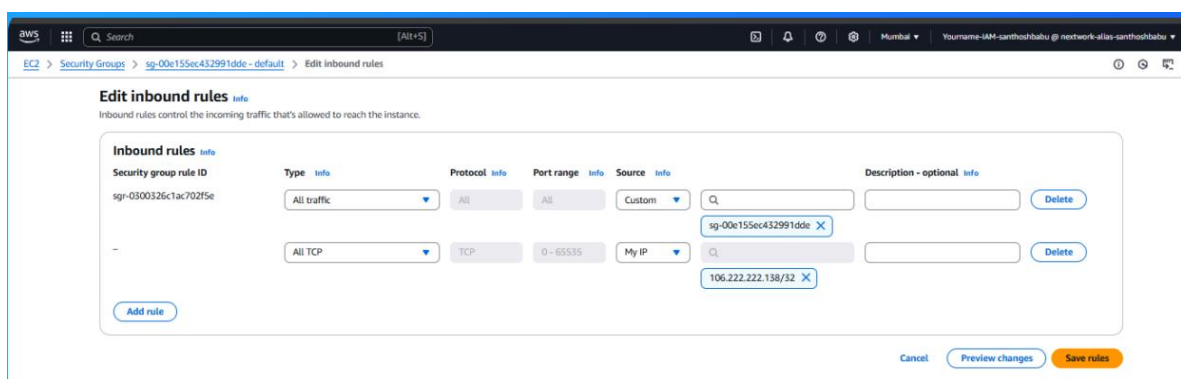 aws Search [Alt+S] Mumbai Yourname-IAM-santhoshbabu @ nextwork-alias-santhoshbabu
EC2 > Security Groups > sg-00e155ec432991dde - default > Edit inbound rules
Edit inbound rules Info
Inbound rules control the incoming traffic that's allowed to reach the instance.
Inbound rules Info
Security group rule ID Type Info Protocol Info Port range Info Source Info Description - optional Info
sgr-0300326c1ac702f5e All traffic All All Custom Delete
sg-00e155ec432991dde
– All TCP TCP 0 - 65535 My IP Delete
106.222.222.138/32
Add rule
Cancel Preview changes Save rules